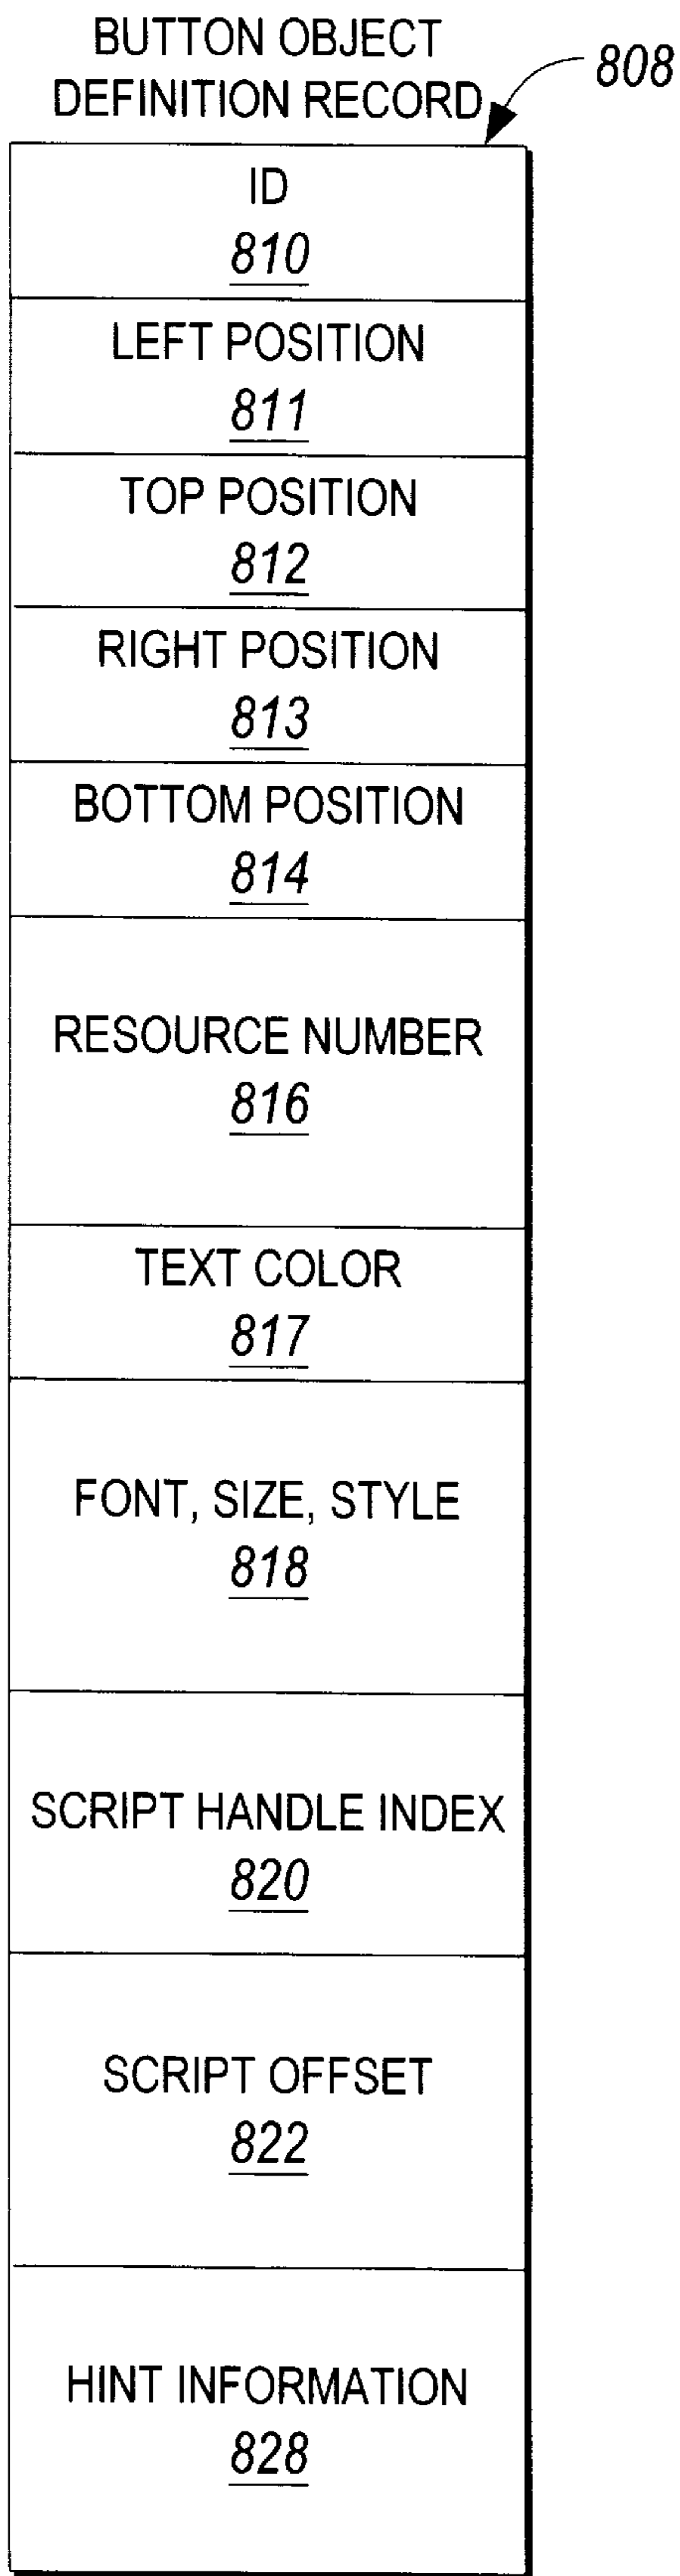 BUTTON OBJECT
DEFINITION RECORD
808
ID
810
LEFT POSITION
811
TOP POSITION
812
RIGHT POSITION
813
BOTTOM POSITION
814
RESOURCE NUMBER
816
TEXT COLOR
817
FONT, SIZE, STYLE
818
SCRIPT HANDLE INDEX
820
SCRIPT OFFSET
822
HINT INFORMATION
828